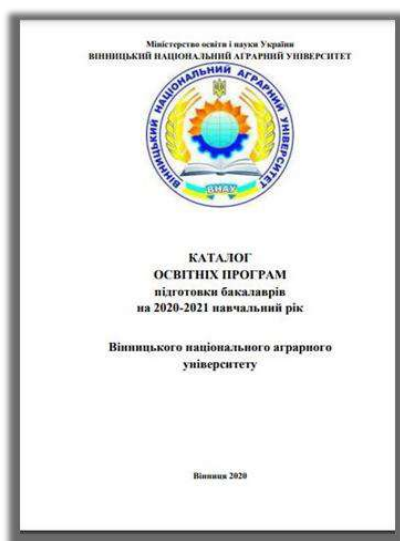 Міністерство освіти і науки України
ВІННИЦЬКИЙ НАЦІОНАЛЬНИЙ АГРАРНИЙ УНІВЕРСИТЕТ
ВІННИЦЬКИЙ НАЦІОНАЛЬНИЙ АГРАРНИЙ УНІВЕРСИТЕТ
ВНАУ
КАТАЛОГ
ОСВІТНІХ ПРОГРАМ
підготовки бакалаврів
на 2020-2021 навчальний рік
Вінницького національного аграрного
університету
Вінниця 2020